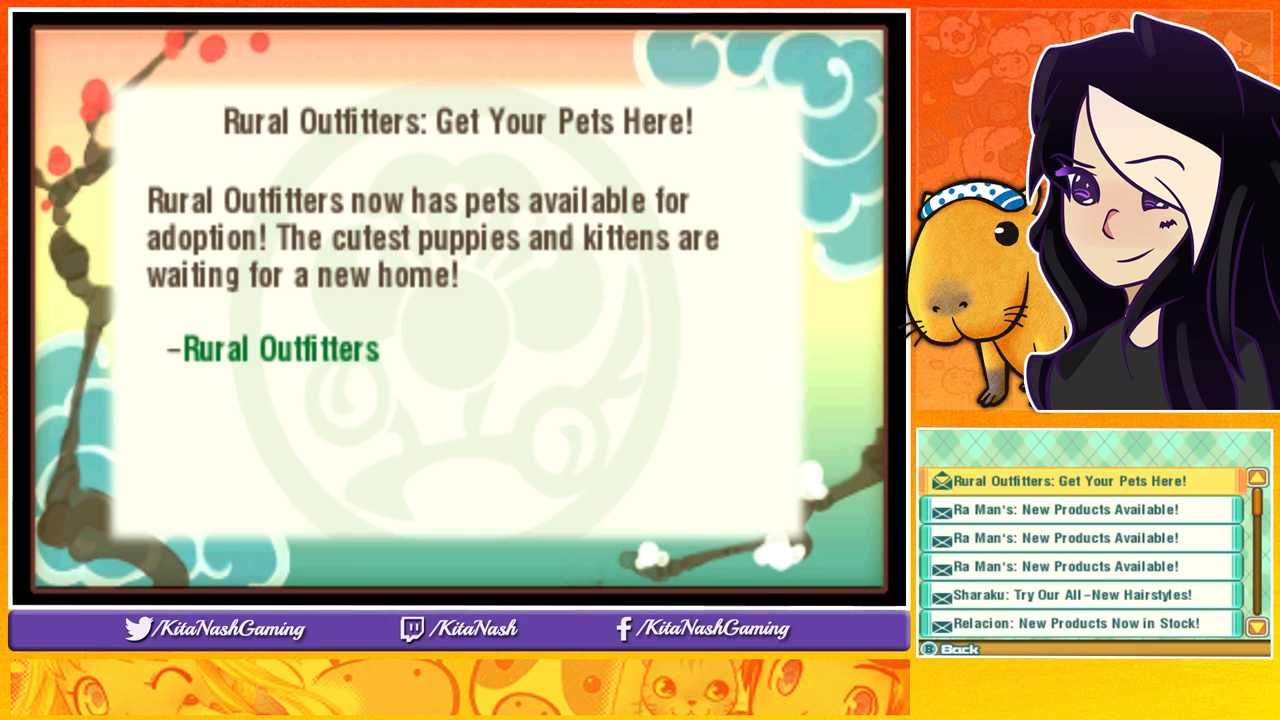 Rural Outfitters: Get Your Pets Here!
Rural Outfitters now has pets available for
adoption! The cutest puppies and kittens are
waiting for a new home!
–Rural Outfitters
/KitaNashGaming
/KitaNash
/KitaNashGaming
Rural Outfitters: Get Your Pets Here!
Ra Man's: New Products Available!
Ra Man's: New Products Available!
Ra Man's: New Products Available!
Sharaku: Try Our All-New Hairstyles!
Relacion: New Products Now in Stock!
B Back